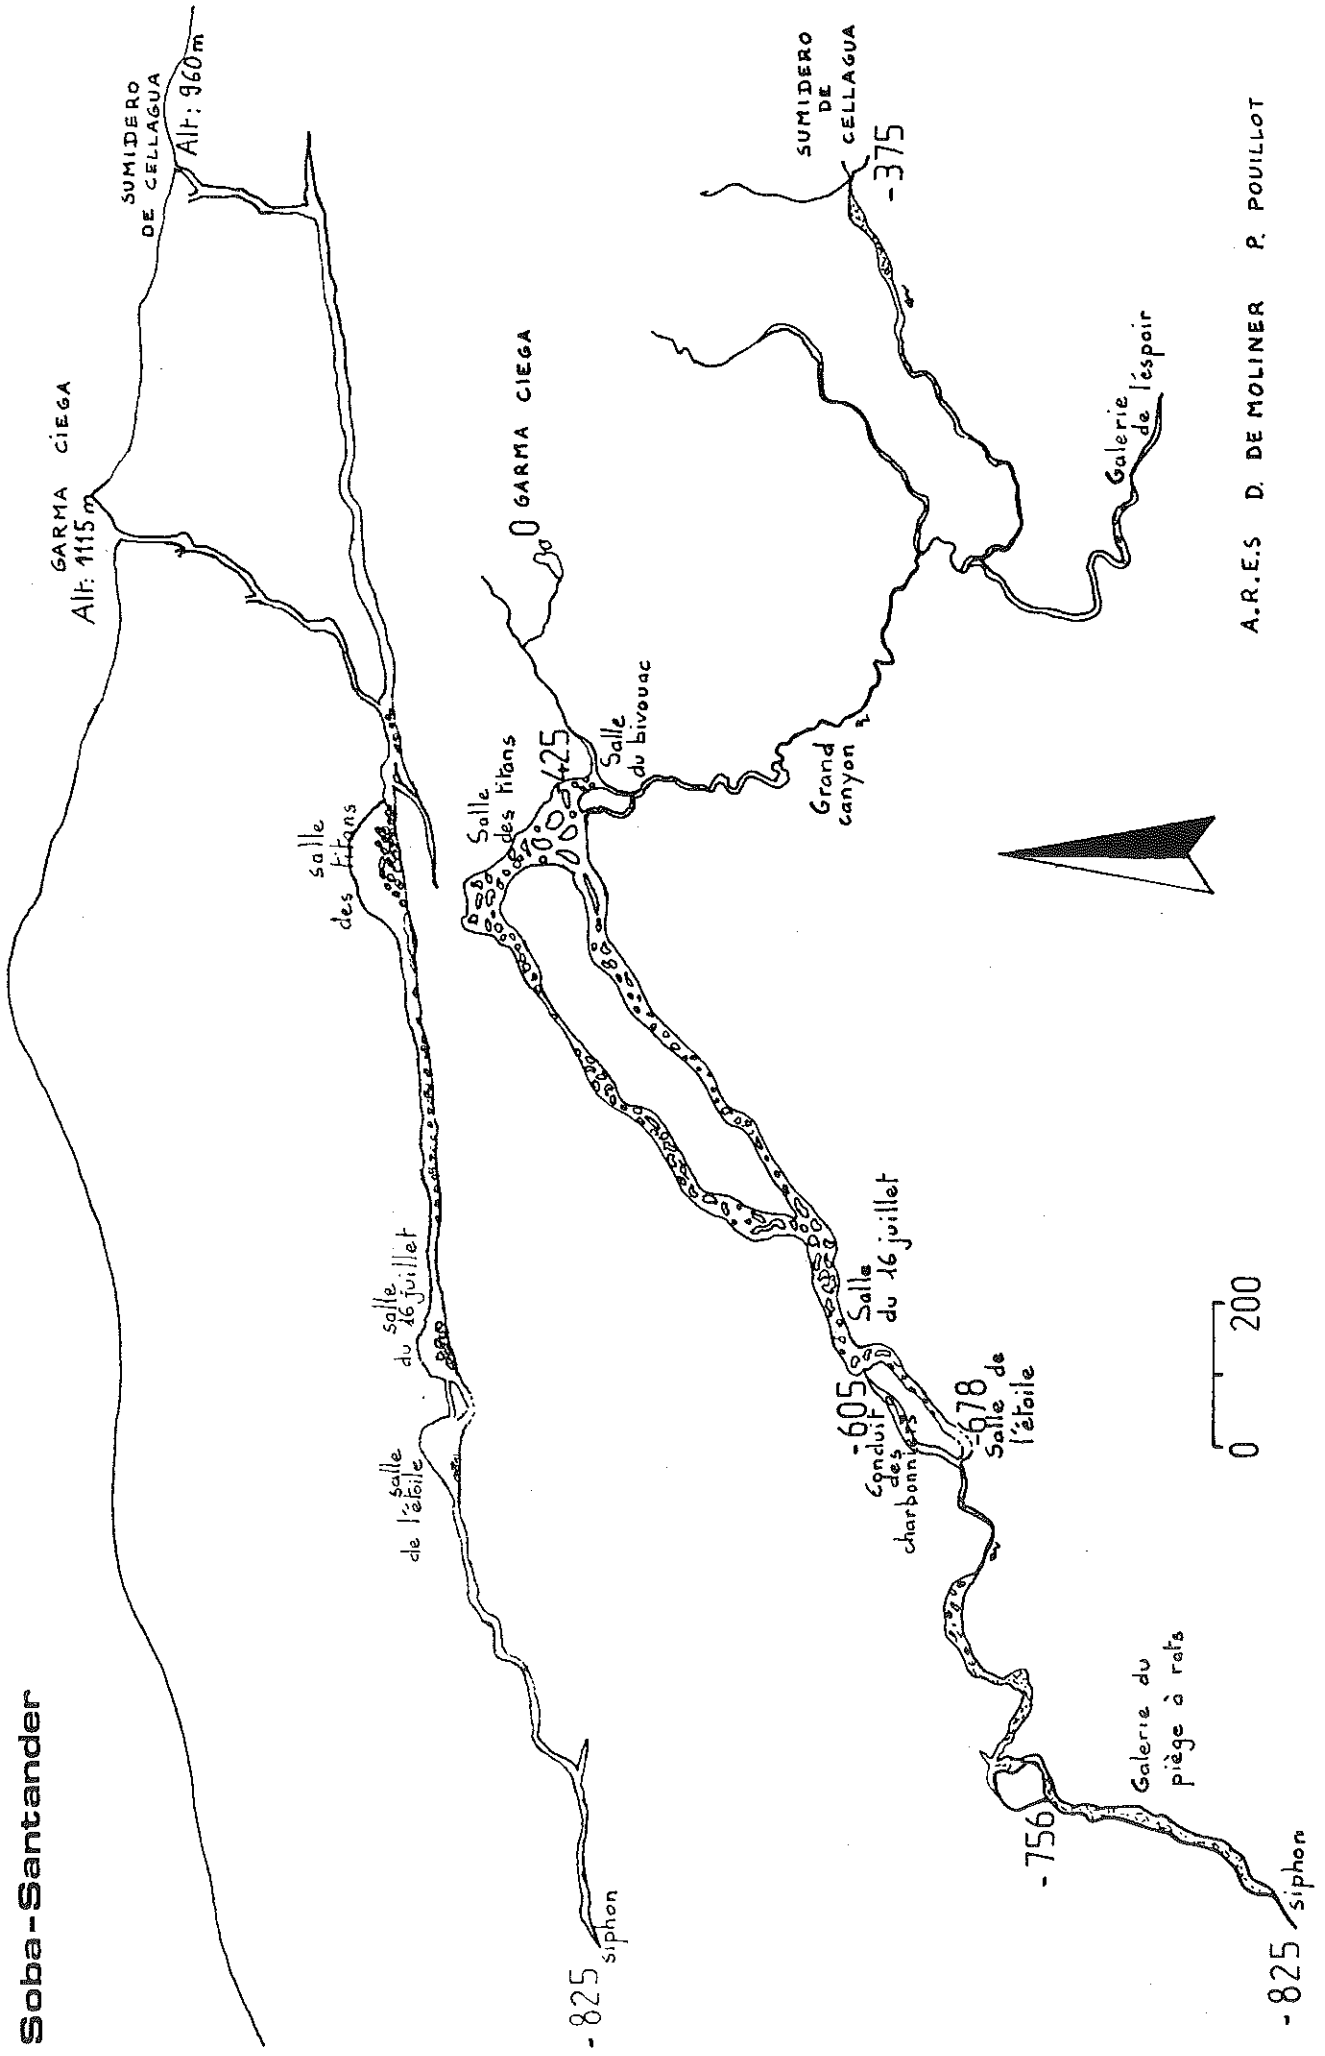 Soba-Santander
GARMA CIEGA
Alt: 1115m
SUMIDERO
DE CELLAGUA
Alt: 960m
salle
des titans
salle
du 16 juillet
salle
de l'étoile
-825
siphon
GARMA CIEGA
Salle
des titans
-425
Salle
du bivouac
Grand
canyon
SUMIDERO
DE
CELLAGUA
-375
Galerie
de l'espoir
Salle
du 16 juillet
-605
Conduit
des
charbonniers
-678
Salle de
l'étoile
-756
Galerie du
piège à rats
-825
siphon
0 200
A.R.E.S D. DE MOLINER P. POUILLOT